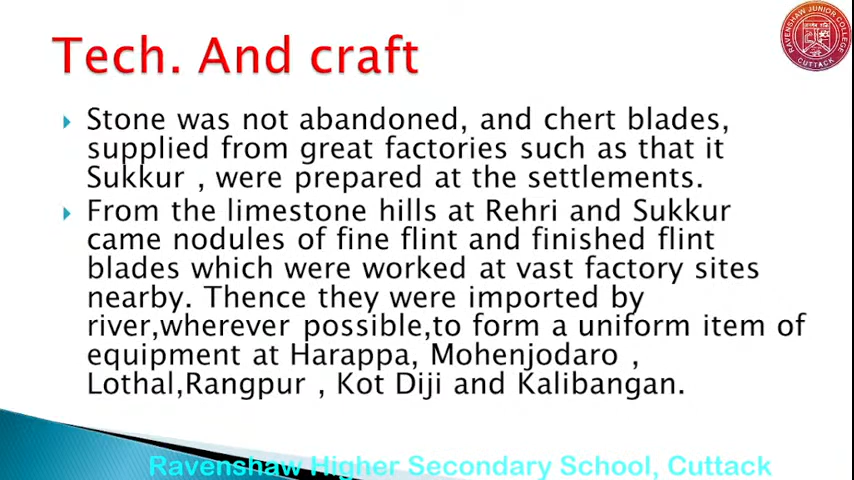 Tech. And craft
RAVENSHAW JUNIOR COLLEGE
CUTTACK
Stone was not abandoned, and chert blades,
supplied from great factories such as that it
Sukkur , were prepared at the settlements.
From the limestone hills at Rehri and Sukkur
came nodules of fine flint and finished flint
blades which were worked at vast factory sites
nearby. Thence they were imported by
river,wherever possible,to form a uniform item of
equipment at Harappa, Mohenjodaro ,
Lothal,Rangpur , Kot Diji and Kalibangan.
Ravenshaw Higher Secondary School, Cuttack